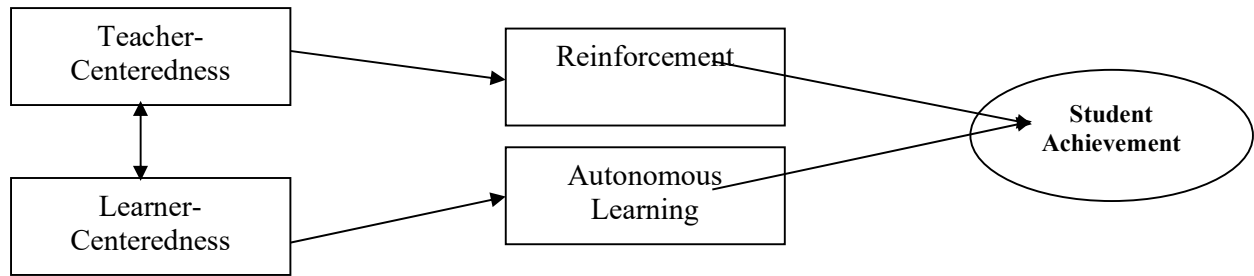 Teacher-
Centeredness
Reinforcement
Student
Achievement
Autonomous
Learning
Learner-
Centeredness